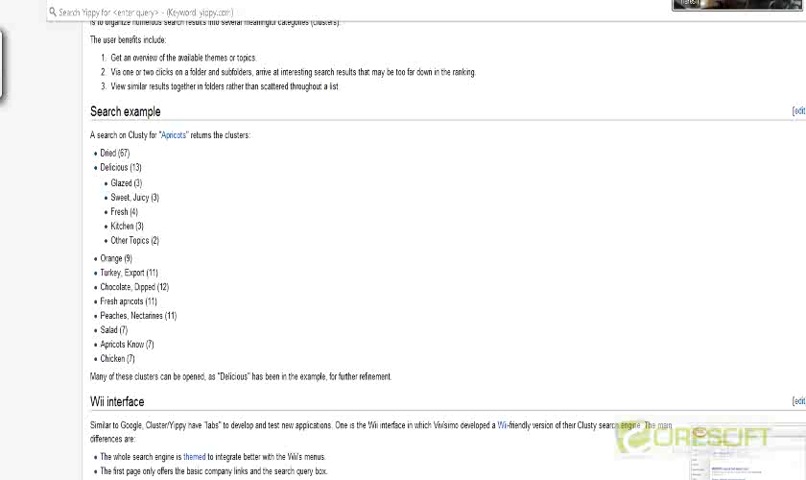 Search Yippy for <enter query> - (Keyword: yippy.com)
is to organize numerous search results into several meaningful categories (clusters).
The user benefits include:
1. Get an overview of the available themes or topics.
2. Via one or two clicks on a folder and subfolders, arrive at interesting search results that may be too far down in the ranking.
3. View similar results together in folders rather than scattered throughout a list
Search example
[edit
A search on Clusty for "Apricots" returns the clusters:
• Dried (67)
• Delicious (13)
• Glazed (3)
• Sweet, Juicy (3)
• Fresh (4)
• Kitchen (3)
• Other Topics (2)
• Orange (9)
• Turkey, Export (11)
• Chocolate, Dipped (12)
• Fresh apricots (11)
• Peaches, Nectarines (11)
• Salad (7)
• Apricots Know (7)
• Chicken (7)
Many of these clusters can be opened, as "Delicious" has been in the example, for further refinement.
Wii interface
[edit
Similar to Google, Cluster/Yippy have "labs" to develop and test new applications. One is the Wii interface in which Vivísimo developed a Wii-friendly version of their Clusty search engine. The main
differences are:
ORESCIFT
• The whole search engine is themed to integrate better with the Wii's menus.
• The first page only offers the basic company links and the search query box.